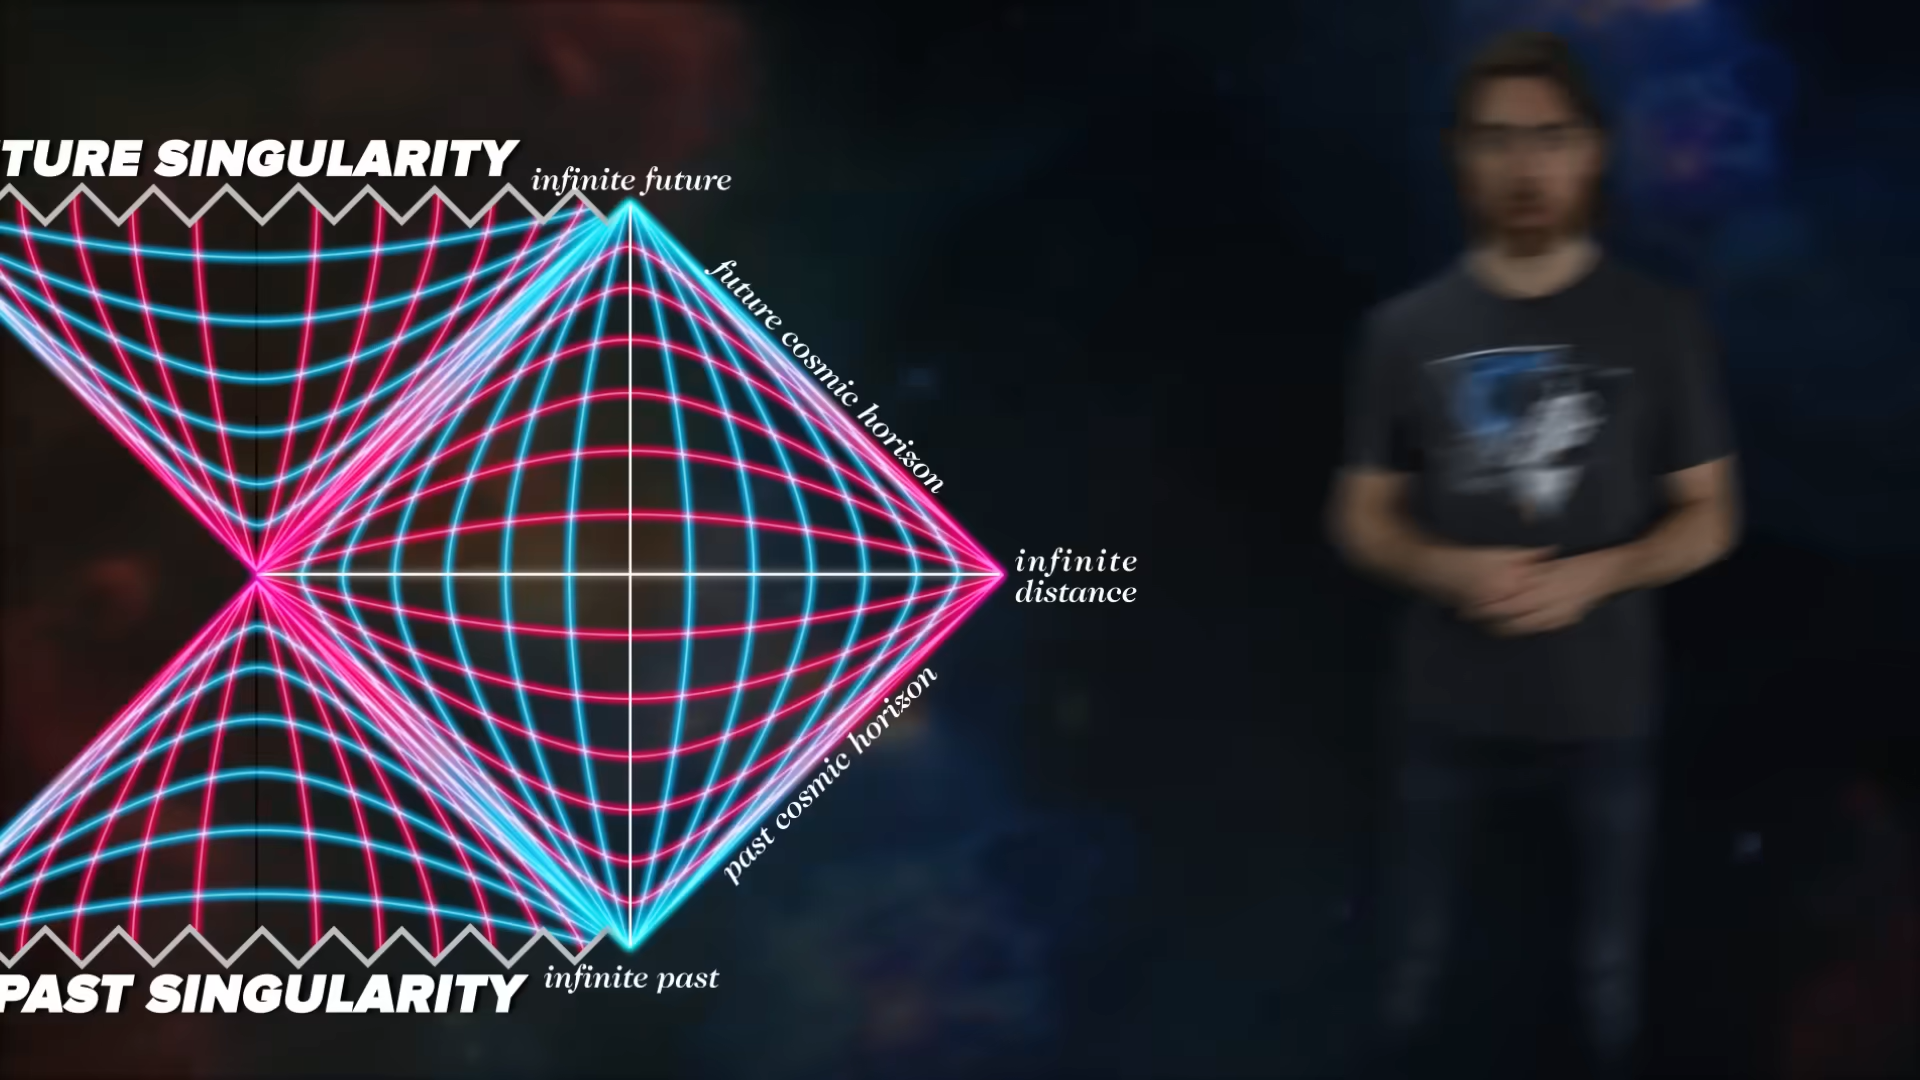 TURE SINGULARITY
infinite future
future cosmic horizon
infinite
distance
past cosmic horizon
PAST SINGULARITY
infinite past